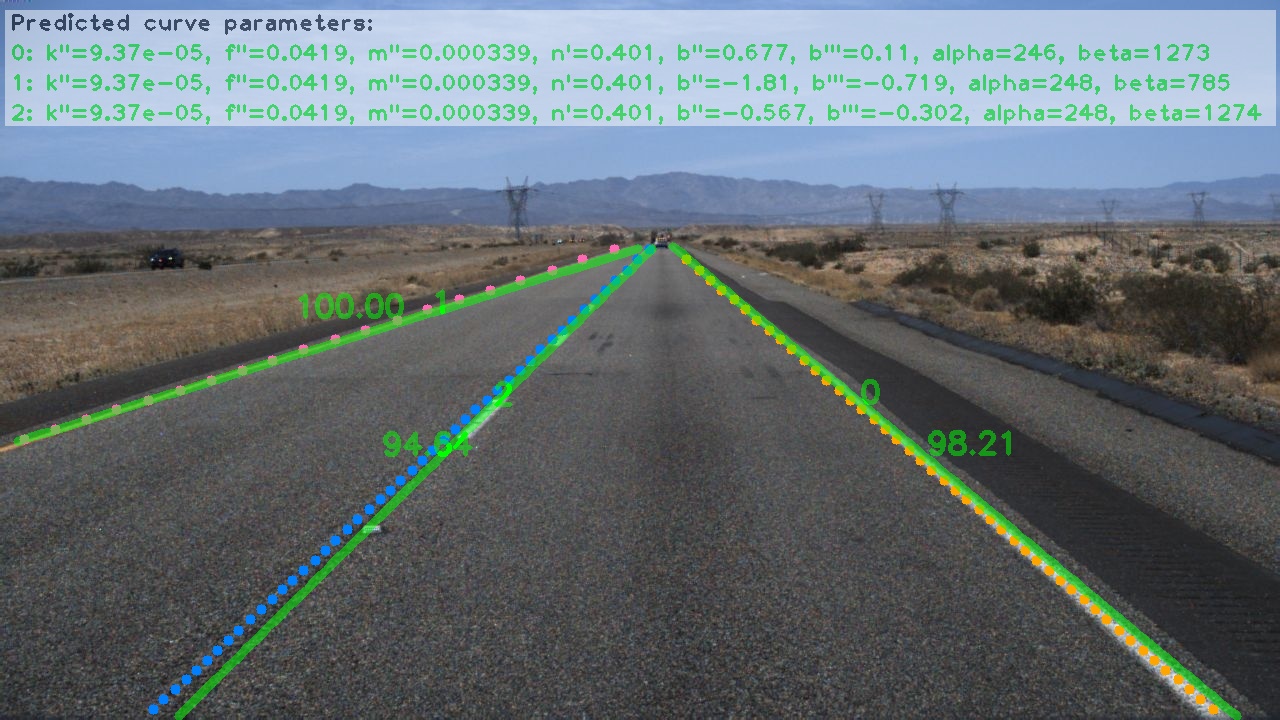 Predicted curve parameters:
0: k''=9.37e-05, f''=0.0419, m''=0.000339, n'=0.401, b''=0.677, b'''=0.11, alpha=246, beta=1273
1: k''=9.37e-05, f''=0.0419, m''=0.000339, n'=0.401, b''=-1.81, b'''=-0.719, alpha=248, beta=785
2: k''=9.37e-05, f''=0.0419, m''=0.000339, n'=0.401, b''=-0.567, b'''=-0.302, alpha=248, beta=1274
100.00 1
2
0
94.64
98.21